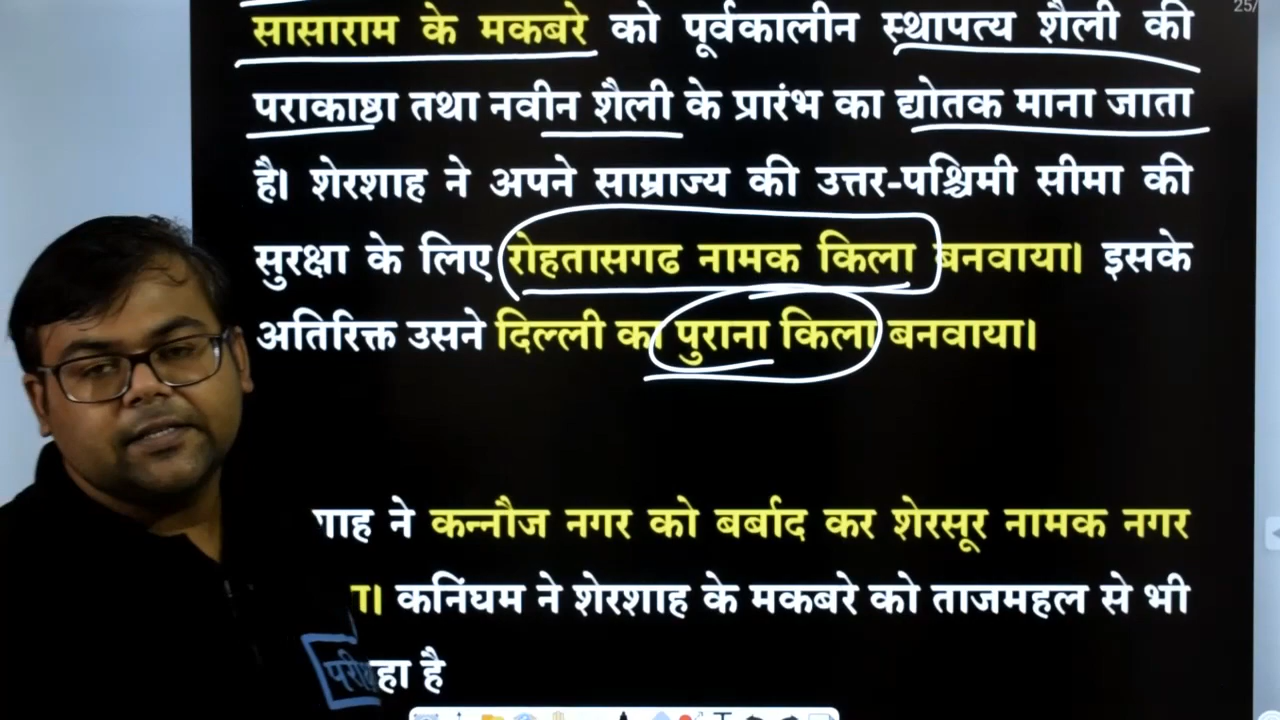 25/
सासाराम के मकबरे को पूर्वकालीन स्थापत्य शैली की
पराकाष्ठा तथा नवीन शैली के प्रारंभ का द्योतक माना जाता
है। शेरशाह ने अपने साम्राज्य की उत्तर-पश्चिमी सीमा की
सुरक्षा के लिए रोहतासगढ नामक किला बनवाया। इसके
अतिरिक्त उसने दिल्ली का पुराना किला बनवाया।
ने कन्नौज नगर को बर्बाद कर शेरसूर नामक नगर
कनिंघम ने शेरशाह के मकबरे को ताजमहल से भी
है